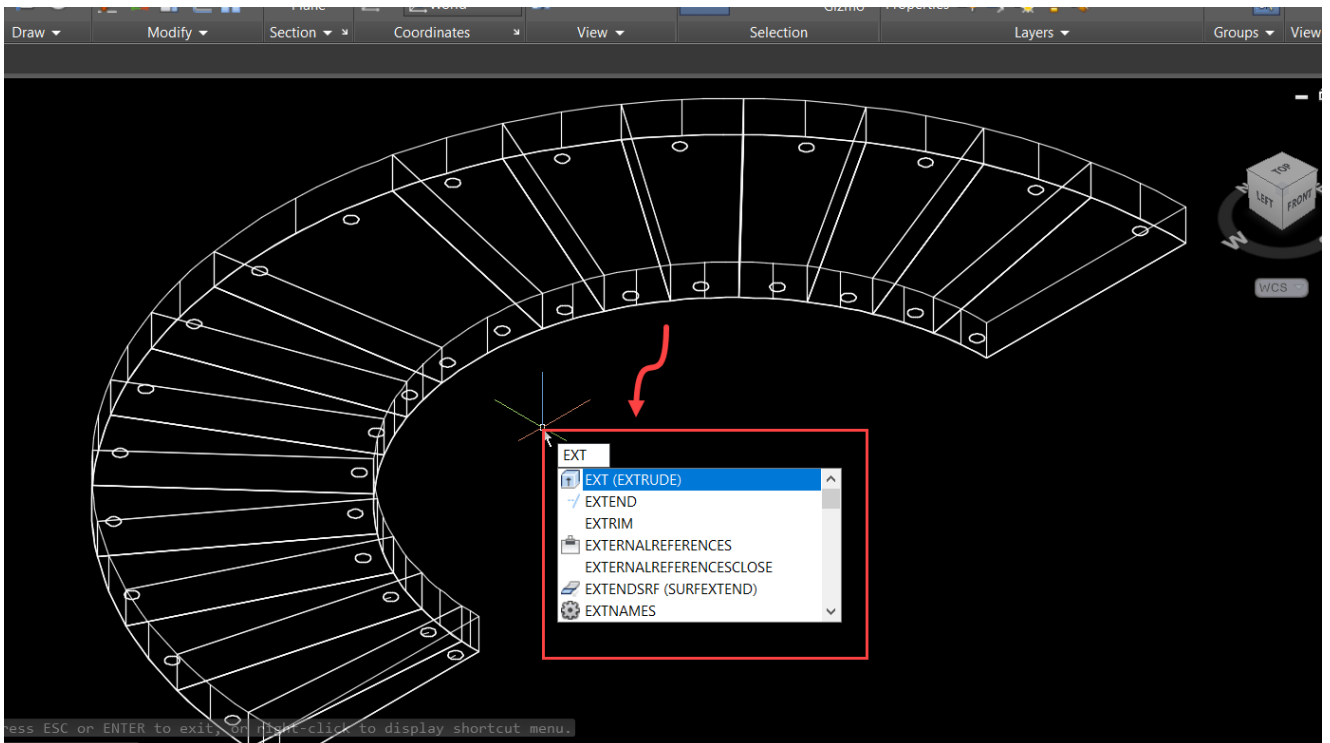 Draw Modify Section Coordinates View Selection Layers Groups View
TOP
LEFT FRONT
W
WCS
EXT
EXT (EXTRUDE)
EXTEND
EXTRIM
EXTERNALREFERENCES
EXTERNALREFERENCESCLOSE
EXTENDSRF (SURFEXTEND)
EXTNAMES
ress ESC or ENTER to exit, or right-click to display shortcut menu.